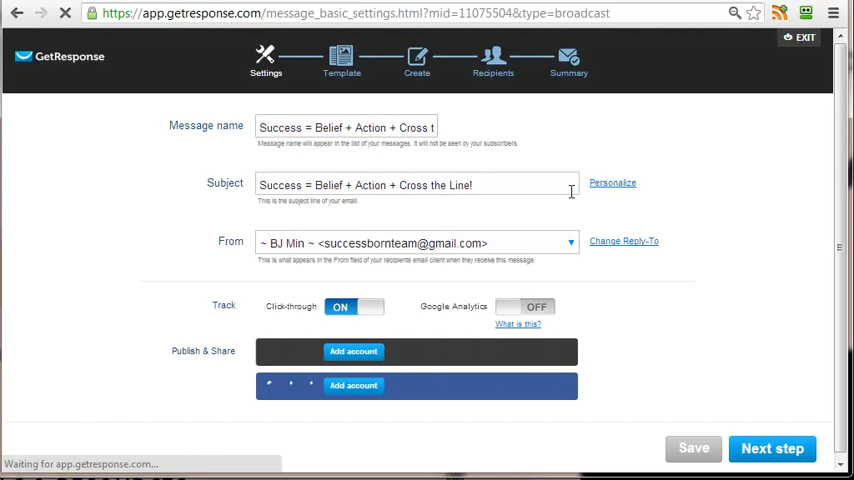 https://app.getresponse.com/message_basic_settings.html?mid=11075504&type=broadcast
EXIT
GetResponse
Settings
Template
Create
Recipients
Summary
Message name
Success = Belief + Action + Cross t
Message name will appear in the list of your messages. It will not be seen by your subscribers.
Subject
Success = Belief + Action + Cross the Line!
Personalize
This is the subject line of your email.
From
~ BJ Min ~ <successbornteam@gmail.com>
Change Reply-To
This is what appears in the From field of your recipients email client when they receive this message.
Track
Click-through
ON
Google Analytics
OFF
What is this?
Publish & Share
Add account
Add account
Save
Next step
Waiting for app.getresponse.com...